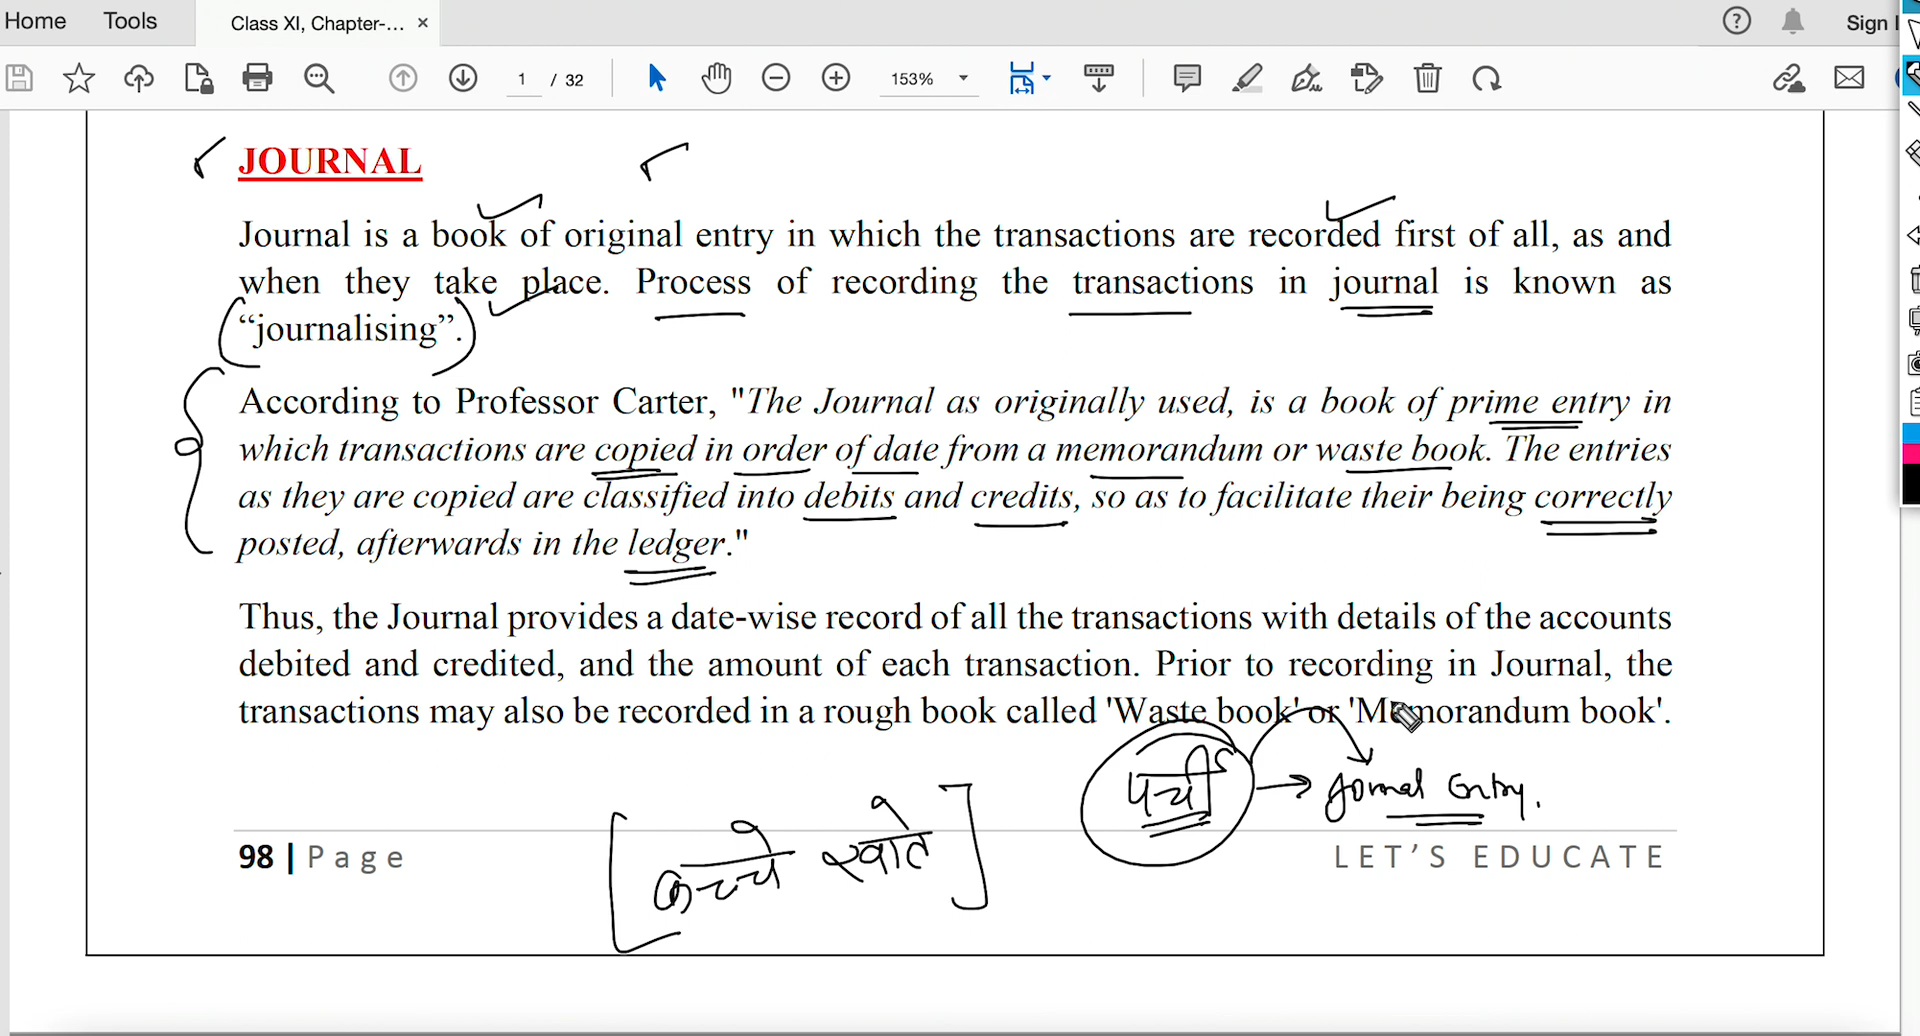 Home Tools Class XI, Chapter-... × Sign I
1 / 32 153%
JOURNAL
Journal is a book of original entry in which the transactions are recorded first of all, as and
when they take place. Process of recording the transactions in journal is known as
“journalising”.
According to Professor Carter, "The Journal as originally used, is a book of prime entry in
which transactions are copied in order of date from a memorandum or waste book. The entries
as they are copied are classified into debits and credits, so as to facilitate their being correctly
posted, afterwards in the ledger."
Thus, the Journal provides a date-wise record of all the transactions with details of the accounts
debited and credited, and the amount of each transaction. Prior to recording in Journal, the
transactions may also be recorded in a rough book called 'Waste book' or 'Memorandum book'.
पर्ची → Jornal Entry.
कच्चे खाते
98 | Page LET’S EDUCATE